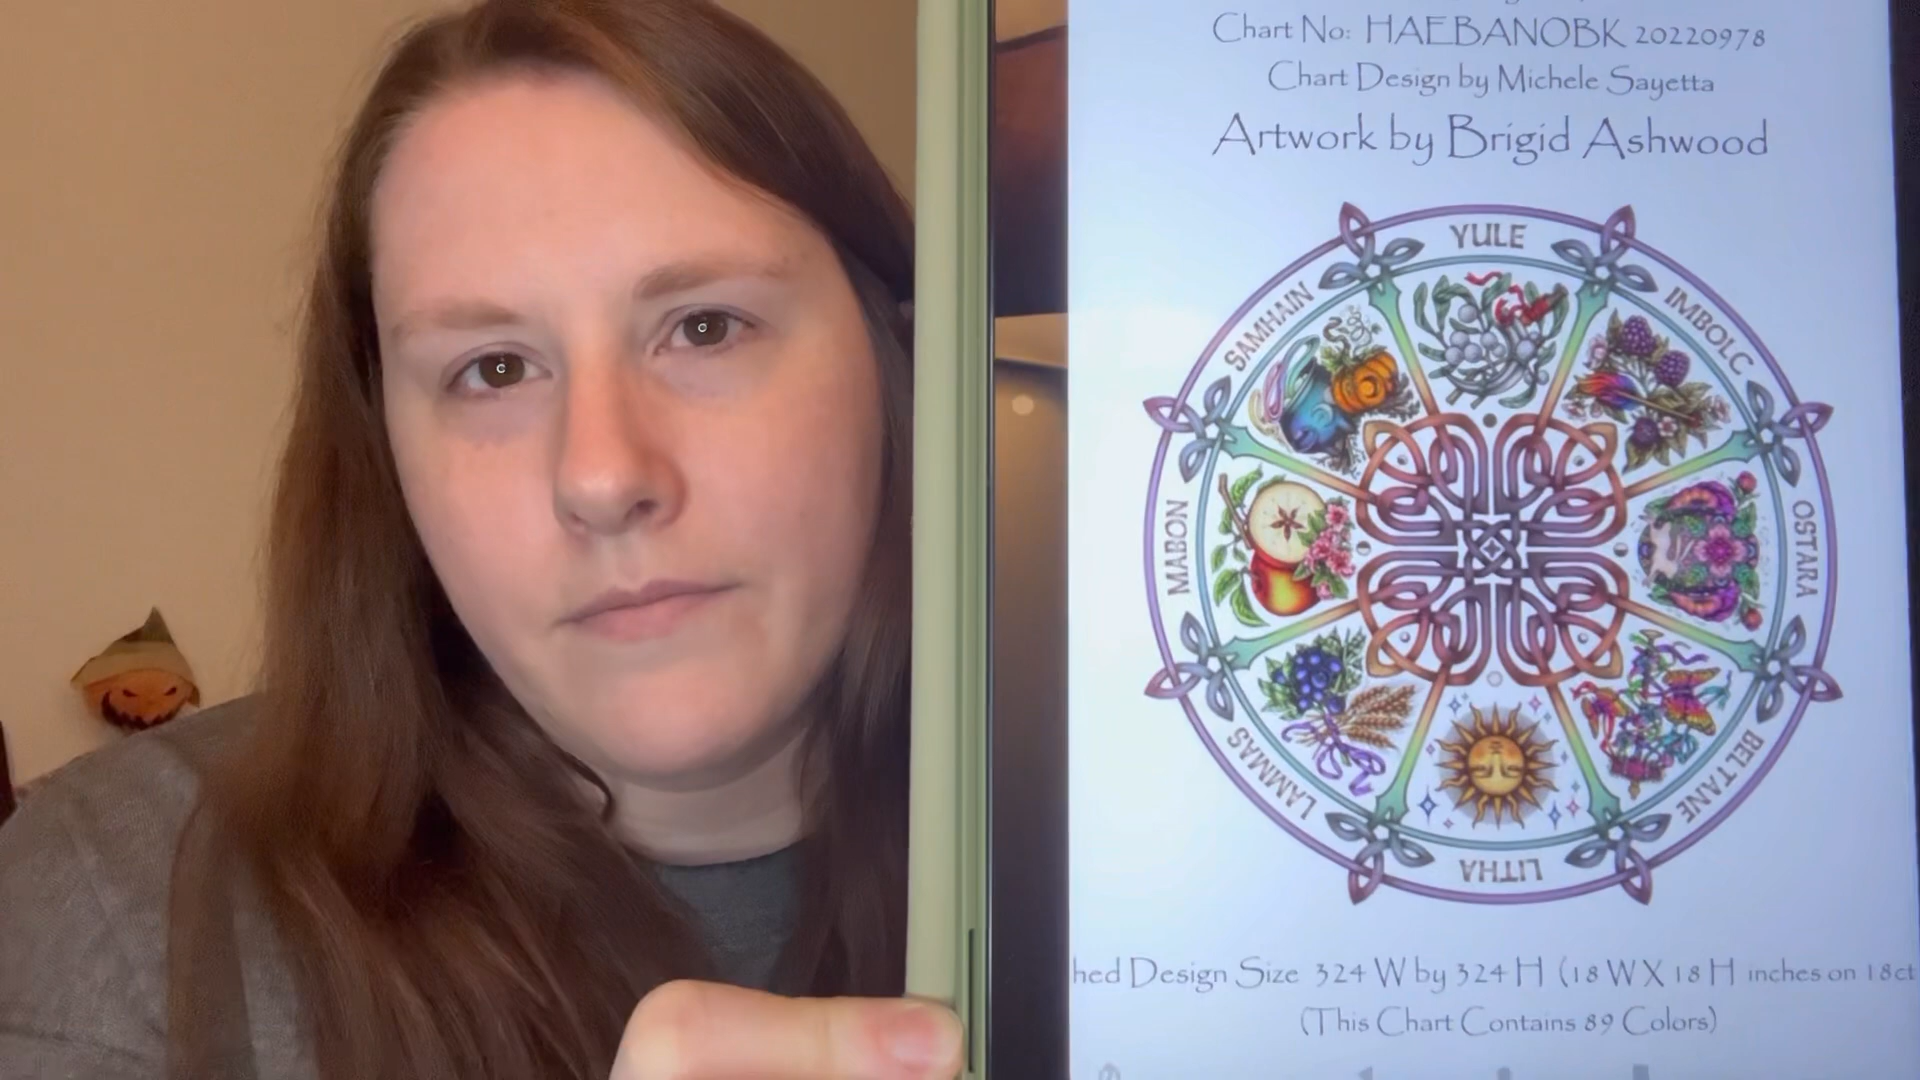 Chart No: HAEBANOBK 20220978
Chart Design by Michele Sayetta
Artwork by Brigid Ashwood
YULE
IMBOLC
OSTARA
BELTANE
LITHA
LAMMAS
MABON
SAMHAIN
hed Design Size 324 W by 324 H (18 W X 18 H inches on 18ct
(This Chart Contains 89 Colors)